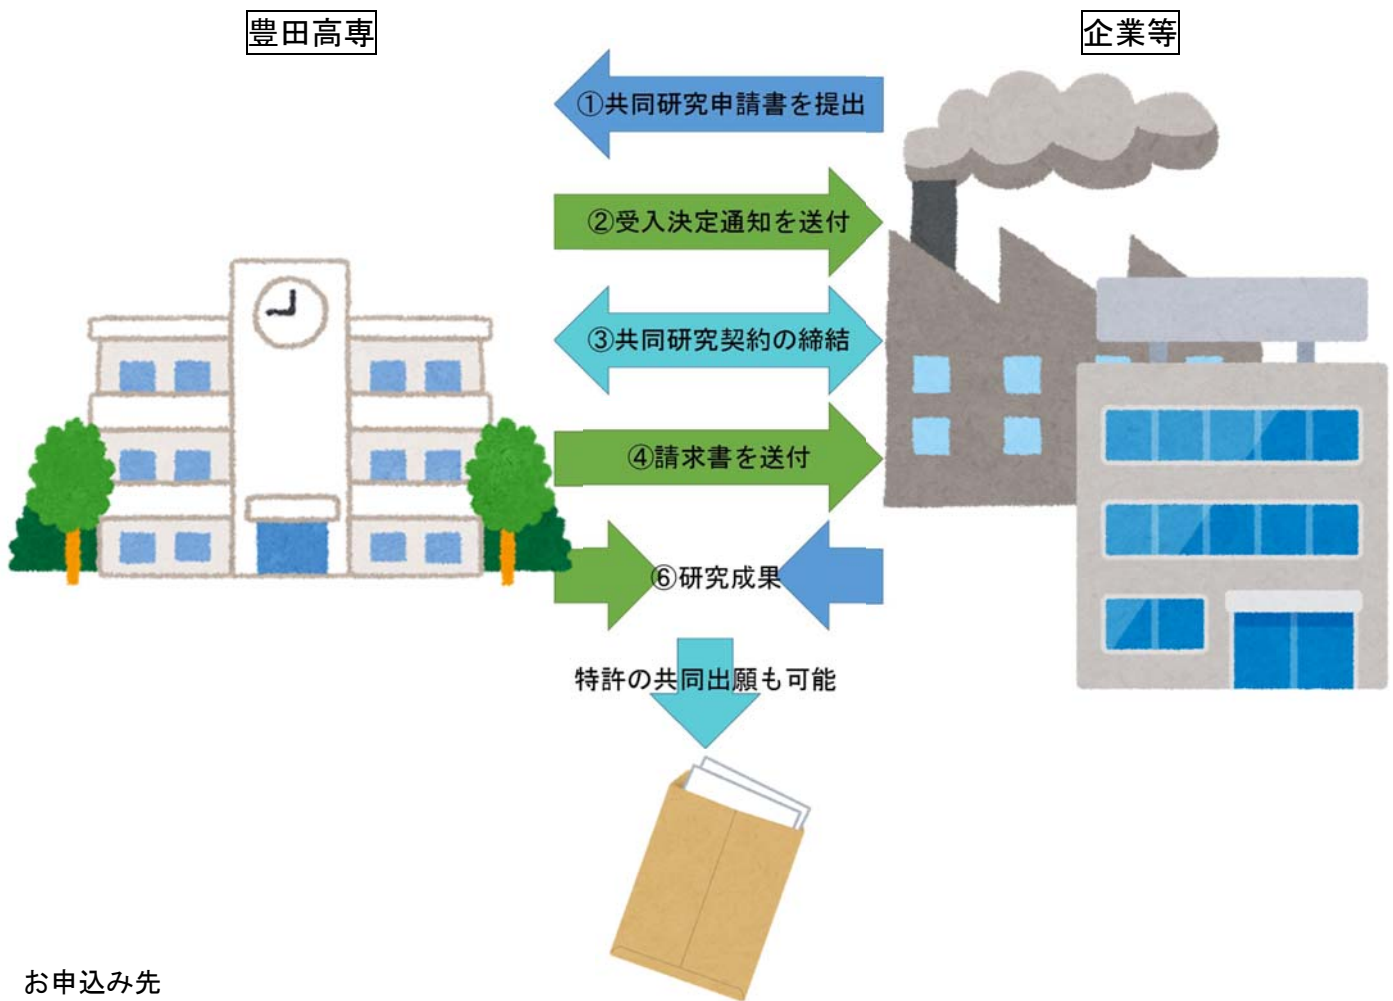 豊田高専
企業等
①共同研究申請書を提出
②受入決定通知を送付
③共同研究契約の締結
④請求書を送付
⑥研究成果
特許の共同出願も可能
お申込み先